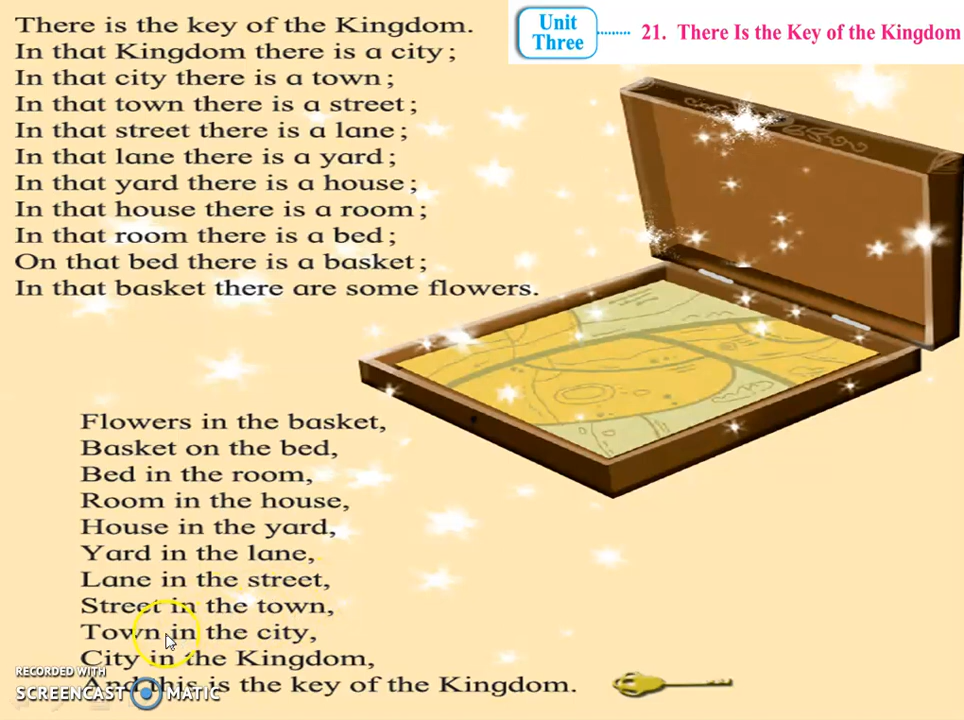 There is the key of the Kingdom.
In that Kingdom there is a city;
In that city there is a town;
In that town there is a street;
In that street there is a lane;
In that lane there is a yard;
In that yard there is a house;
In that house there is a room;
In that room there is a bed;
On that bed there is a basket;
In that basket there are some flowers.
Unit
Three
21. There Is the Key of the Kingdom
Flowers in the basket,
Basket on the bed,
Bed in the room,
Room in the house,
House in the yard,
Yard in the lane,
Lane in the street,
Street in the town,
Town in the city,
City in the Kingdom,
And this is the key of the Kingdom.
RECORDED WITH
SCREENCAST MATIC